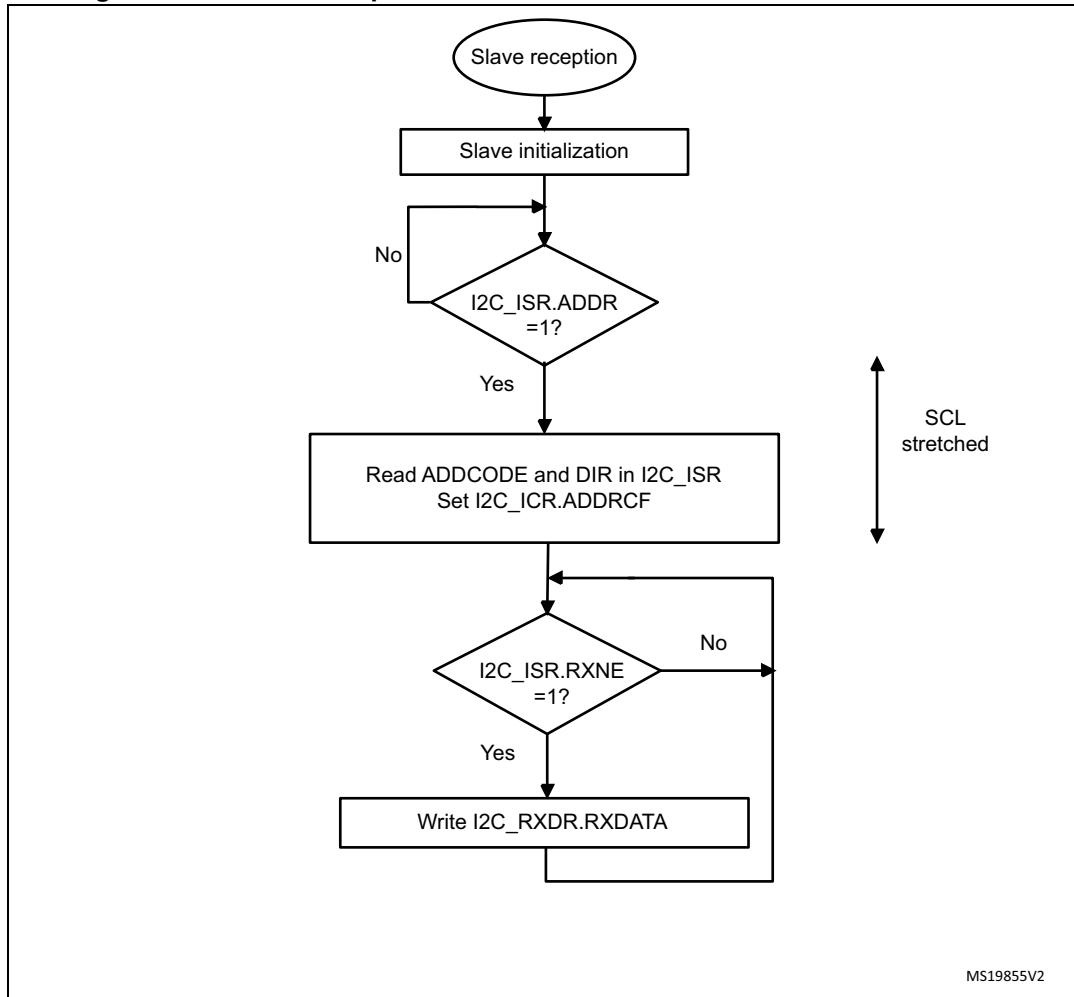 Slave reception
Slave initialization
No
I2C_ISR.ADDR
=1?
Yes
SCL
stretched
Read ADDCODE and DIR in I2C_ISR
Set I2C_ICR.ADDRCF
No
I2C_ISR.RXNE
=1?
Yes
Write I2C_RXDR.RXDATA
MS19855V2